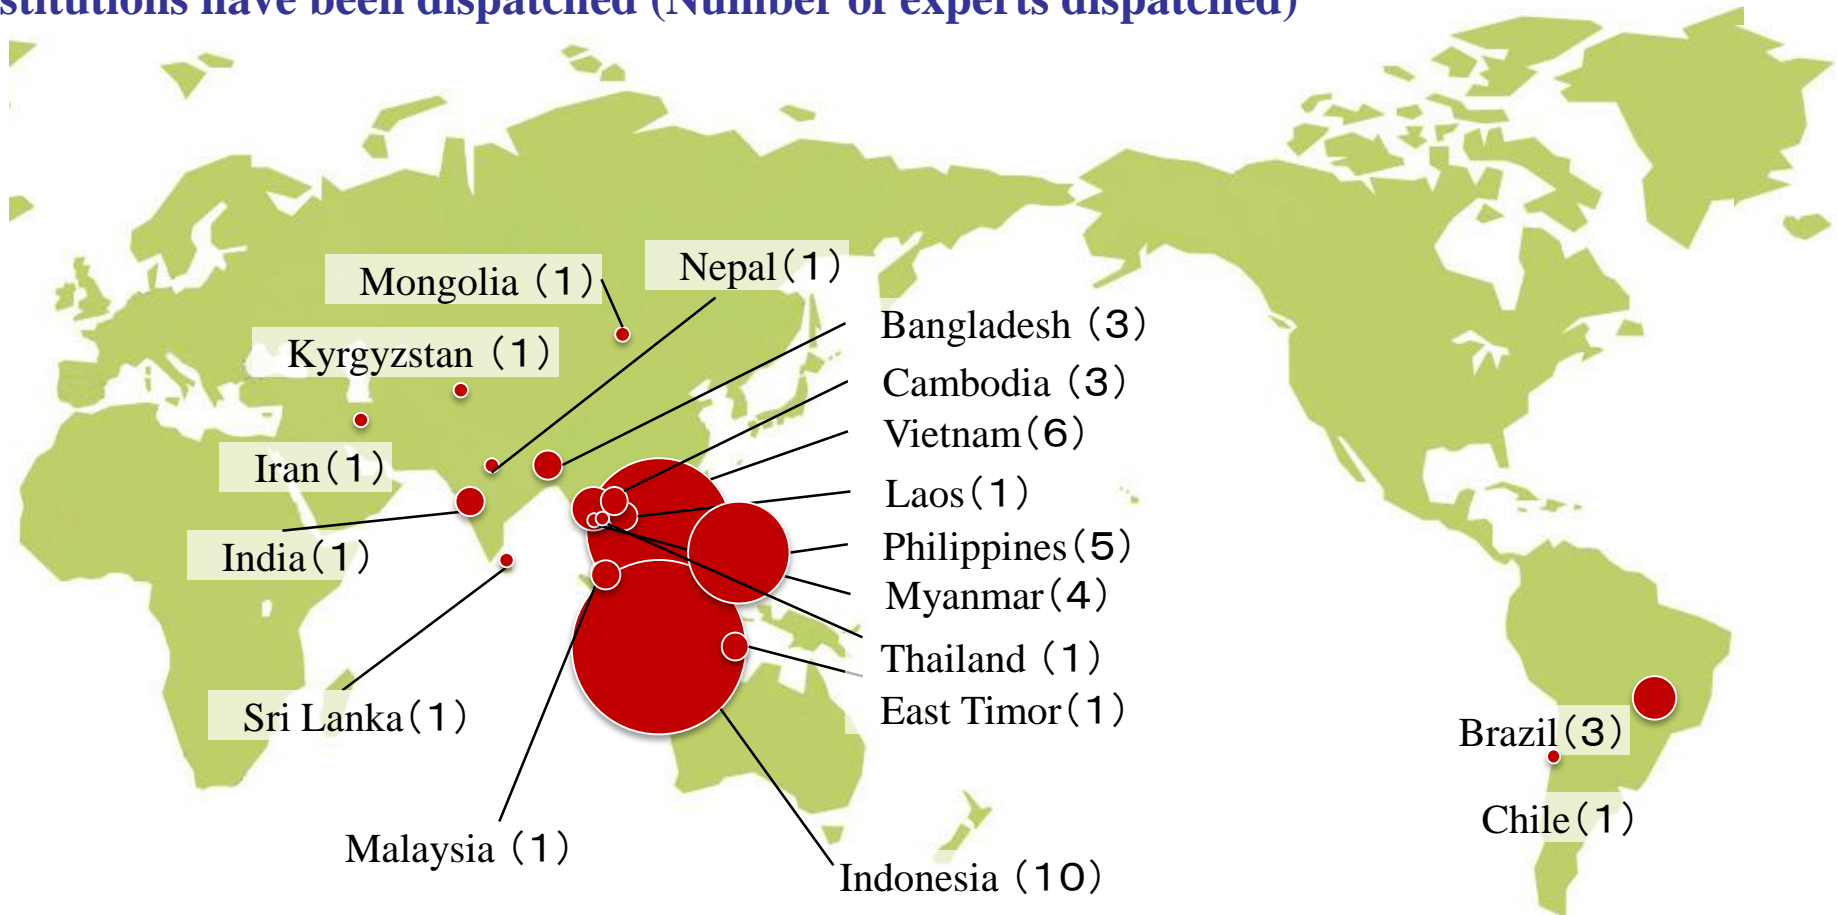 have been dispatched (Number of experts dispatched)
Mongolia （1）
Nepal（1）
Kyrgyzstan （1）
Bangladesh （3）
Cambodia （3）
Vietnam（6）
Iran（1）
Laos（1）
India（1）
Philippines（5）
Myanmar（4）
Thailand （1）
Sri Lanka（1）
East Timor（1）
Brazil（3）
Chile（1）
Malaysia （1）
Indonesia （10）